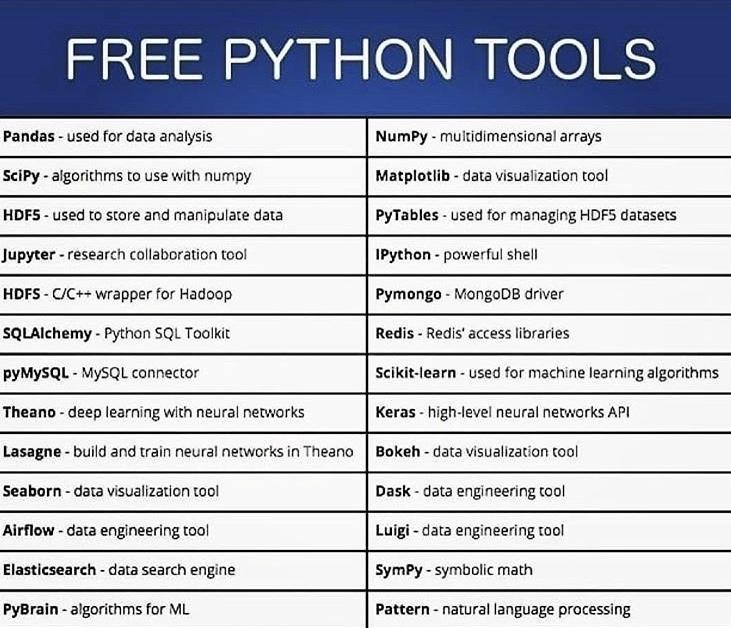 FREE PYTHON TOOLS
Pandas - used for data analysis
NumPy - multidimensional arrays
SciPy - algorithms to use with numpy
Matplotlib - data visualization tool
HDF5 - used to store and manipulate data
PyTables - used for managing HDF5 datasets
Jupyter - research collaboration tool
IPython - powerful shell
HDFS - C/C++ wrapper for Hadoop
Pymongo - MongoDB driver
SQLAlchemy - Python SQL Toolkit
Redis - Redis' access libraries
pyMySQL - MySQL connector
Scikit-learn - used for machine learning algorithms
Theano - deep learning with neural networks
Keras - high-level neural networks API
Lasagne - build and train neural networks in Theano
Bokeh - data visualization tool
Seaborn - data visualization tool
Dask - data engineering tool
Airflow - data engineering tool
Luigi - data engineering tool
Elasticsearch - data search engine
SymPy - symbolic math
PyBrain - algorithms for ML
Pattern - natural language processing